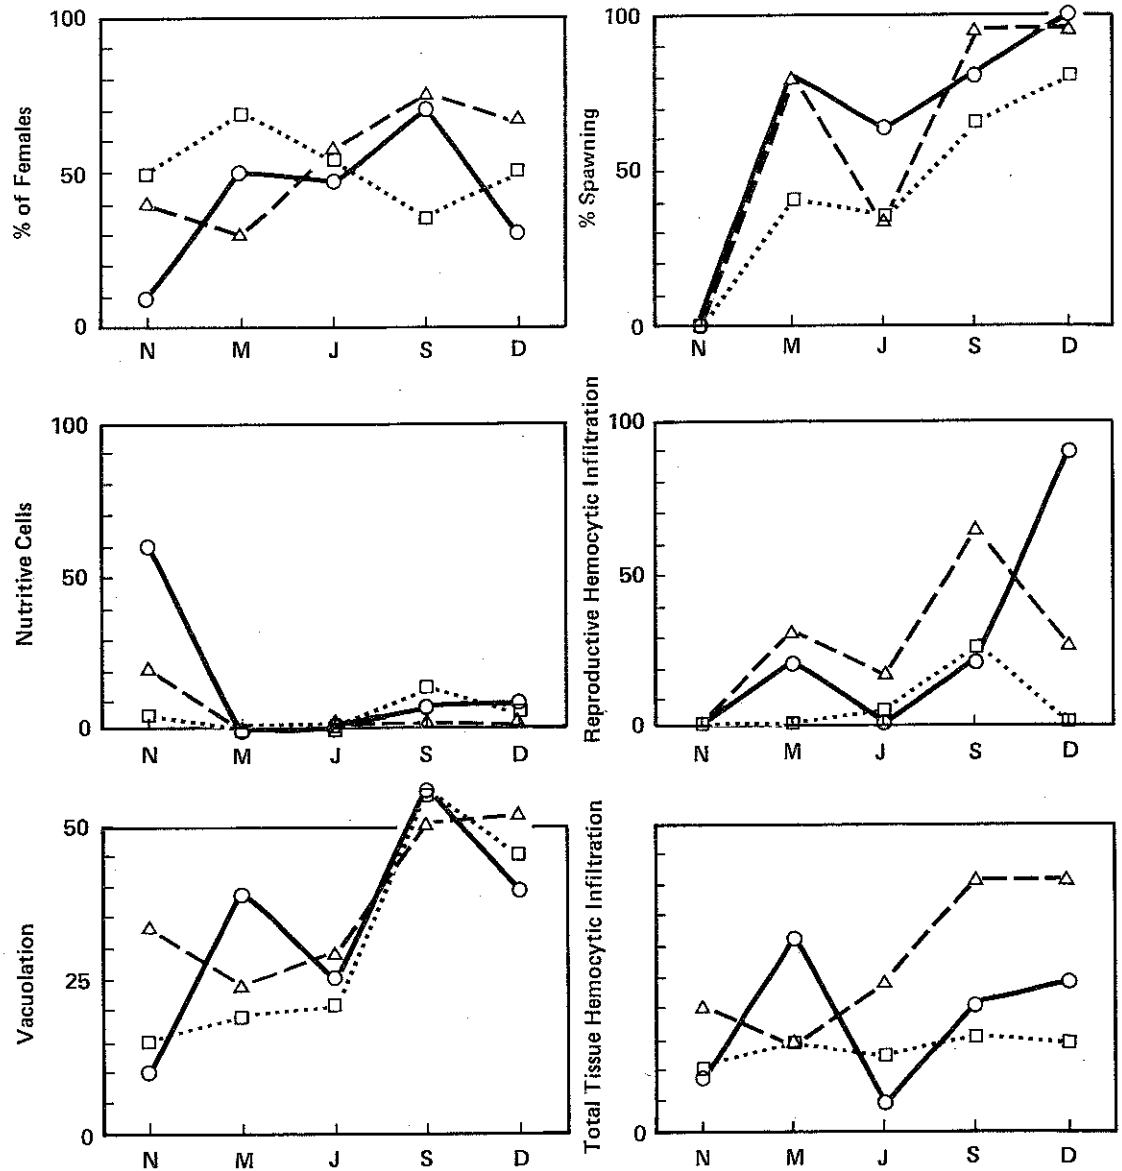 100
50
0
% of Females
N M J S D
100
50
0
% Spawning
N M J S D
100
50
0
Nutritive Cells
N M J S D
100
50
0
Reproductive Hemocytic Infiltration
N M J S D
50
25
0
Vacuolation
N M J S D
0
Total Tissue Hemocytic Infiltration
N M J S D